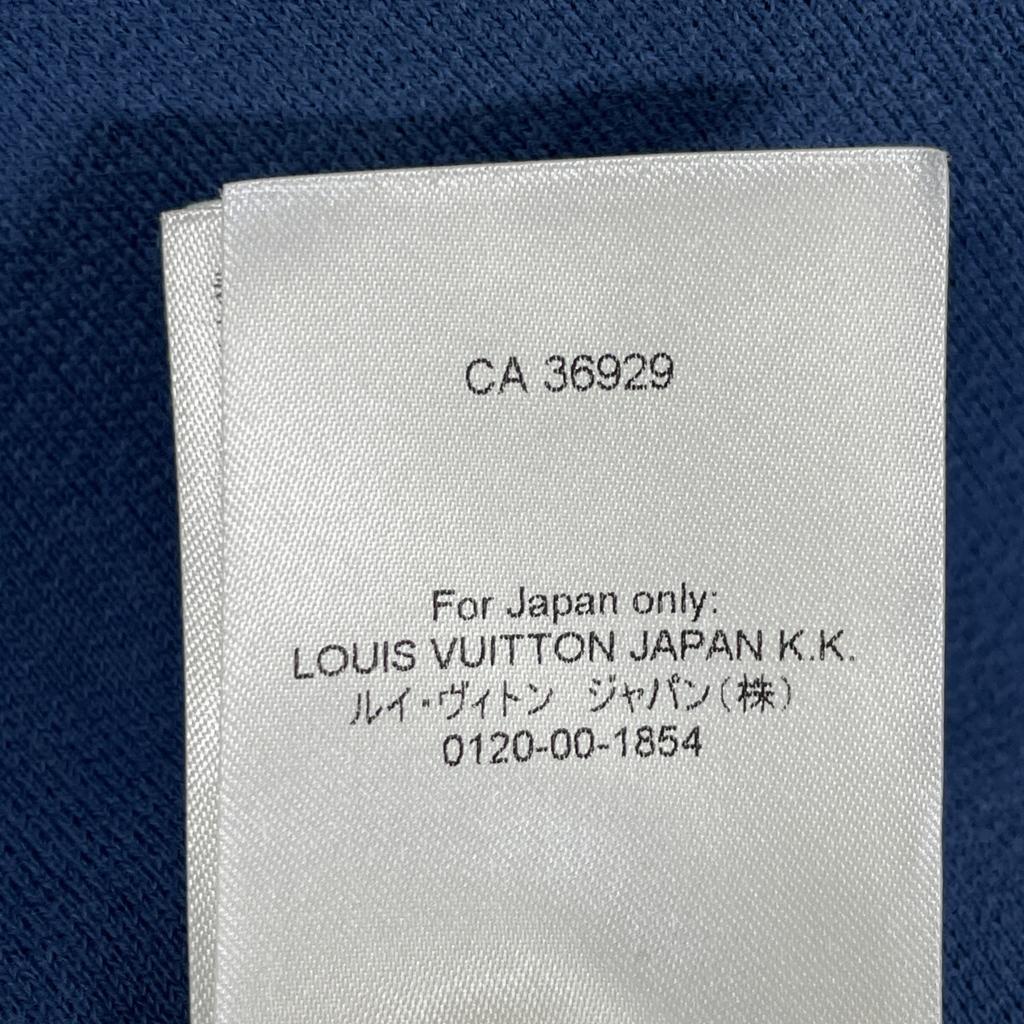 CA 36929
For Japan only:
LOUIS VUITTON JAPAN K.K.
ルイ・ヴィトン　ジャパン(株)
0120-00-1854